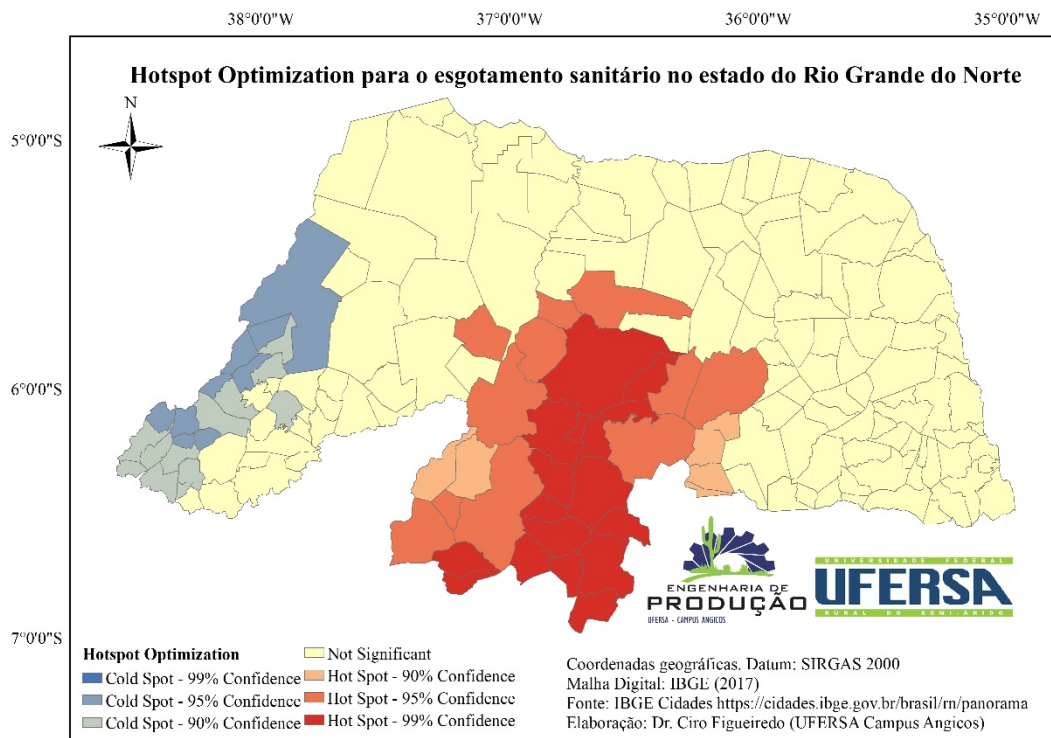 38°0'0"W 37°0'0"W 36°0'0"W 35°0'0"W
Hotspot Optimization para o esgotamento sanitário no estado do Rio Grande do Norte
N
5°0'0"S
6°0'0"S
7°0'0"S
ENGENHARIA DE
PRODUÇÃO
UFERSA - CAMPUS ANGICOS
UNIVERSIDADE FEDERAL
UFERSA
RURAL DO SEMI-ÁRIDO
Hotspot Optimization
Cold Spot - 99% Confidence
Cold Spot - 95% Confidence
Cold Spot - 90% Confidence
Not Significant
Hot Spot - 90% Confidence
Hot Spot - 95% Confidence
Hot Spot - 99% Confidence
Coordenadas geográficas. Datum: SIRGAS 2000
Malha Digital: IBGE (2017)
Fonte: IBGE Cidades https://cidades.ibge.gov.br/brasil/rn/panorama
Elaboração: Dr. Ciro Figueiredo (UFERSA Campus Angicos)